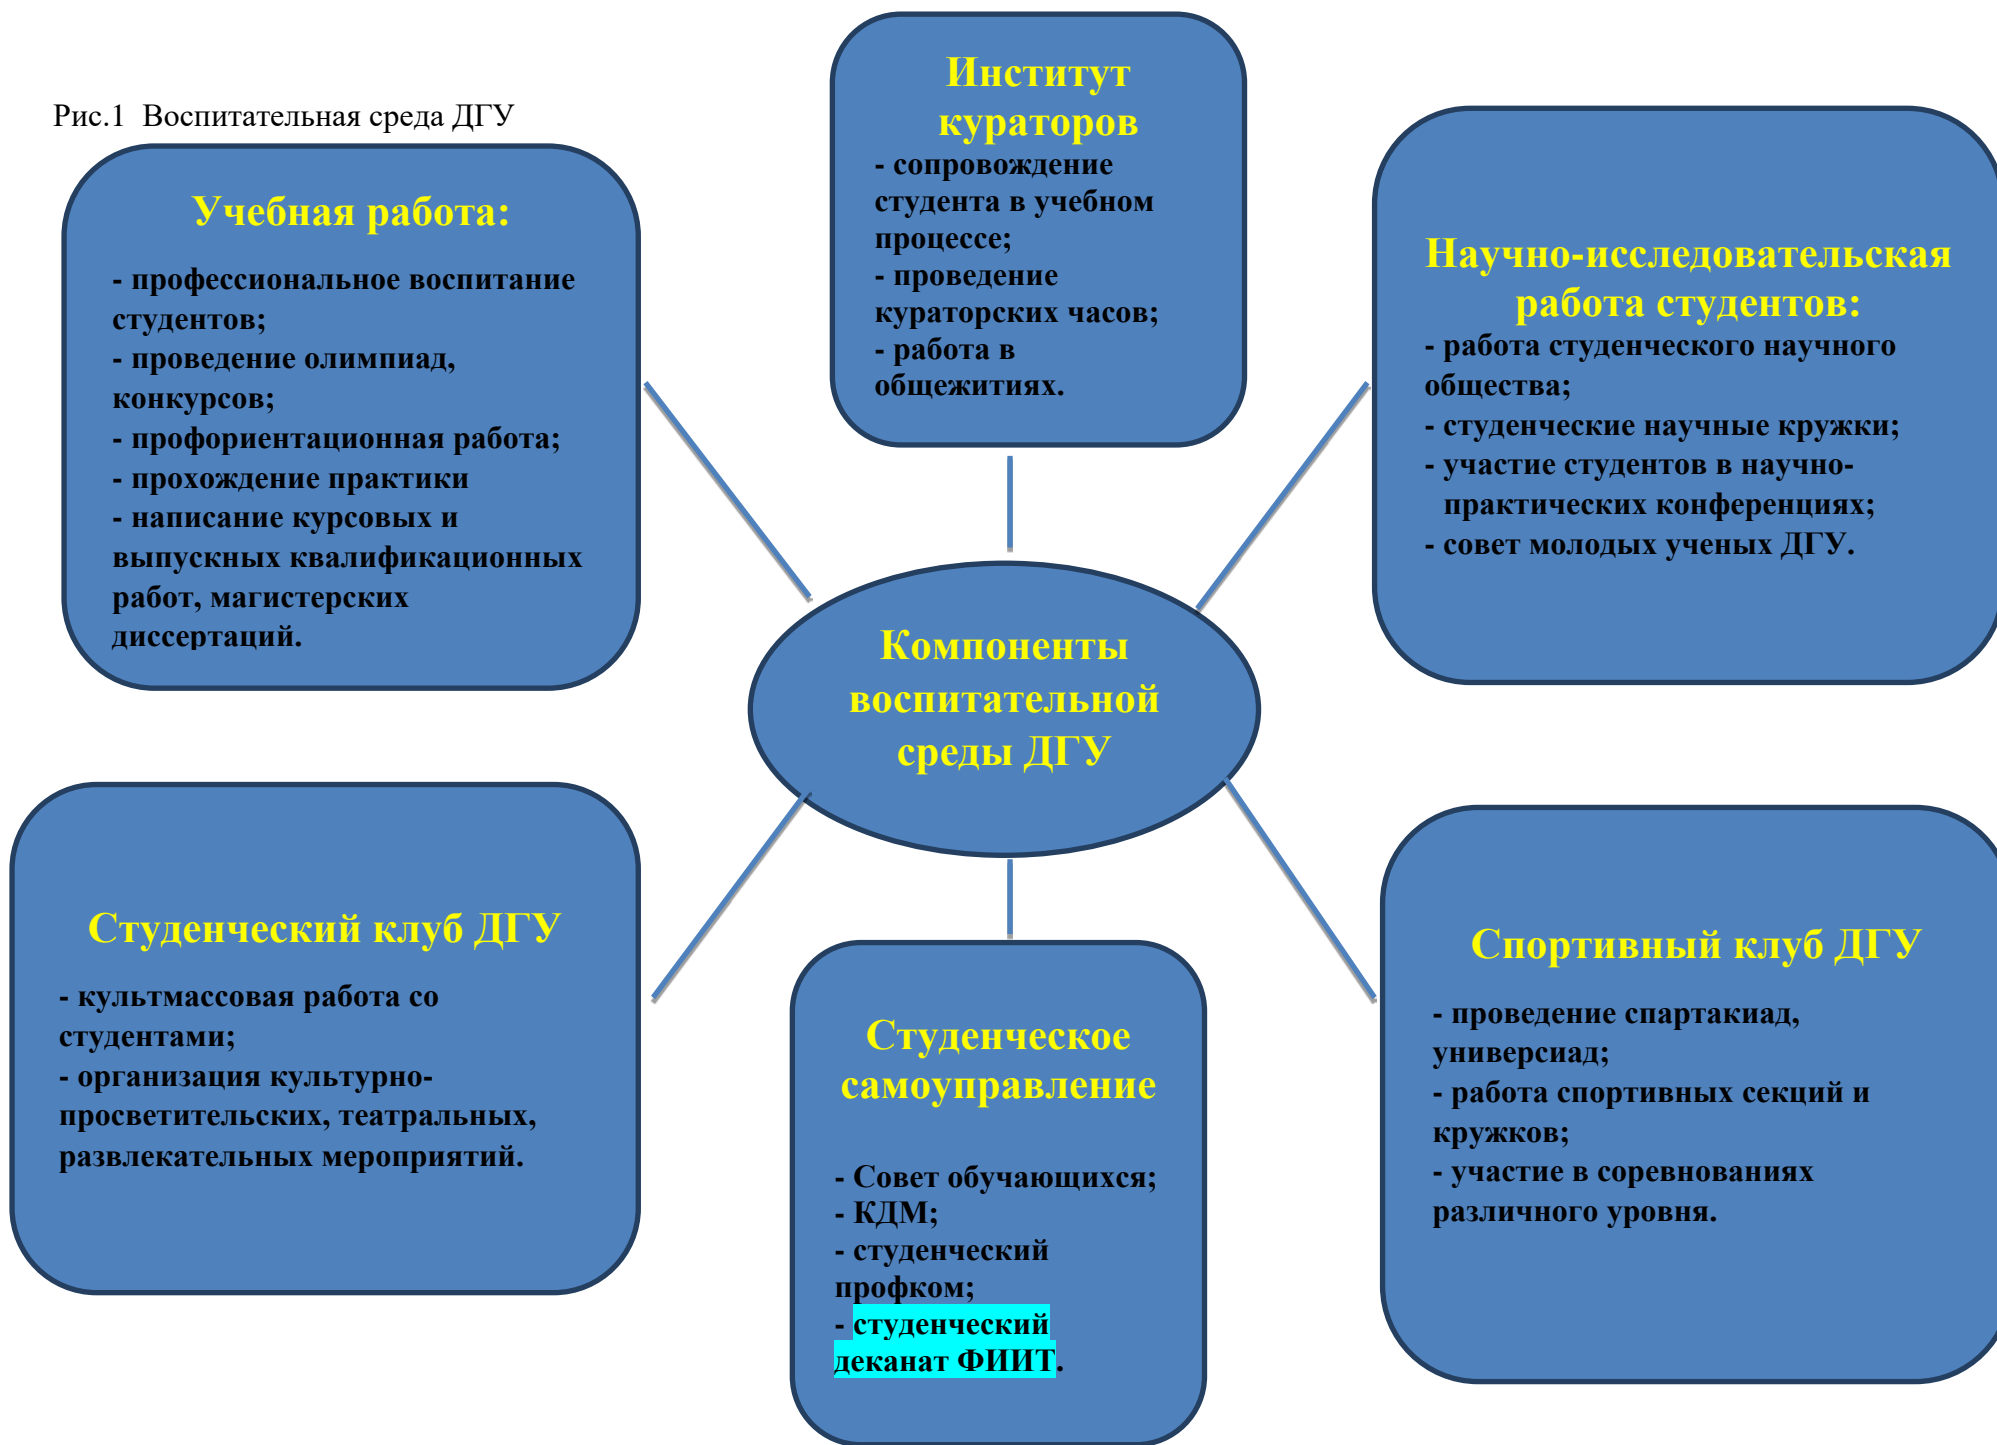 Рис.1 Воспитательная среда ДГУ
Институт
кураторов
- сопровождение
студента в учебном
процессе;
- проведение
кураторских часов;
- работа в
общежитиях.
Учебная работа:
- профессиональное воспитание
студентов;
- проведение олимпиад,
конкурсов;
- профориентационная работа;
- прохождение практики
- написание курсовых и
выпускных квалификационных
работ, магистерских
диссертаций.
Научно-исследовательская
работа студентов:
- работа студенческого научного
общества;
- студенческие научные кружки;
- участие студентов в научно-
практических конференциях;
- совет молодых ученых ДГУ.
Компоненты
воспитательной
среды ДГУ
Студенческий клуб ДГУ
- культмассовая работа со
студентами;
- организация культурно-
просветительских, театральных,
развлекательных мероприятий.
Студенческое
самоуправление
- Совет обучающихся;
- КДМ;
- студенческий
профком;
- студенческий
деканат ФИИТ.
Спортивный клуб ДГУ
- проведение спартакиад,
универсиад;
- работа спортивных секций и
кружков;
- участие в соревнованиях
различного уровня.